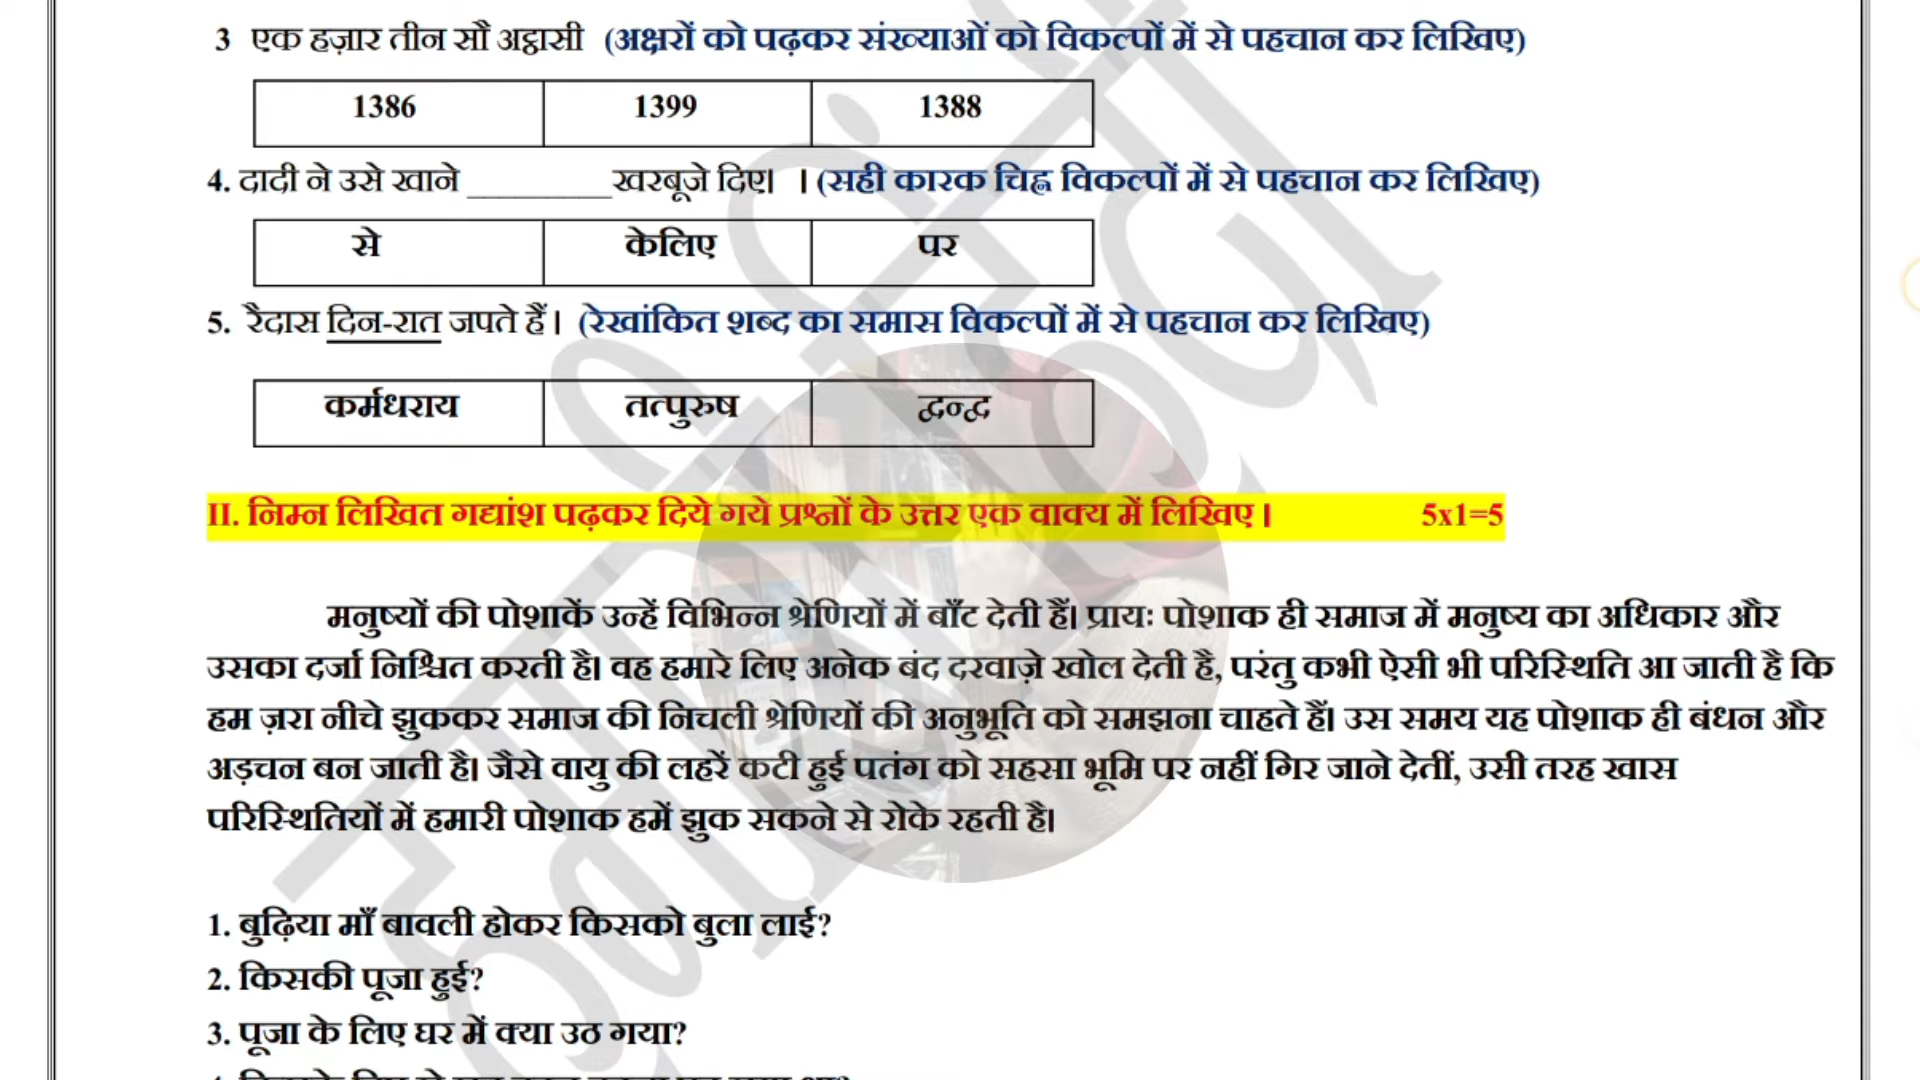 3 एक हज़ार तीन सौ अट्ठासी (अक्षरों को पढ़कर संख्याओं को विकल्पों में से पहचान कर लिखिए)
1386 1399 1388
4. दादी ने उसे खाने _________खरबूजे दिए। । (सही कारक चिह्न विकल्पों में से पहचान कर लिखिए)
से केलिए पर
5. रैदास दिन-रात जपते हैं। (रेखांकित शब्द का समास विकल्पों में से पहचान कर लिखिए)
कर्मधराय तत्पुरुष द्वन्द्व
II. निम्न लिखित गद्यांश पढ़कर दिये गये प्रश्नों के उत्तर एक वाक्य में लिखिए। 5x1=5
मनुष्यों की पोशाकें उन्हें विभिन्न श्रेणियों में बाँट देती हैं। प्रायः पोशाक ही समाज में मनुष्य का अधिकार और
उसका दर्जा निश्चित करती है। वह हमारे लिए अनेक बंद दरवाज़े खोल देती है, परंतु कभी ऐसी भी परिस्थिति आ जाती है कि
हम ज़रा नीचे झुककर समाज की निचली श्रेणियों की अनुभूति को समझना चाहते हैं। उस समय यह पोशाक ही बंधन और
अड़चन बन जाती है। जैसे वायु की लहरें कटी हुई पतंग को सहसा भूमि पर नहीं गिर जाने देतीं, उसी तरह खास
परिस्थितियों में हमारी पोशाक हमें झुक सकने से रोके रहती है।
1. बुढ़िया माँ बावली होकर किसको बुला लाई?
2. किसकी पूजा हुई?
3. पूजा के लिए घर में क्या उठ गया?